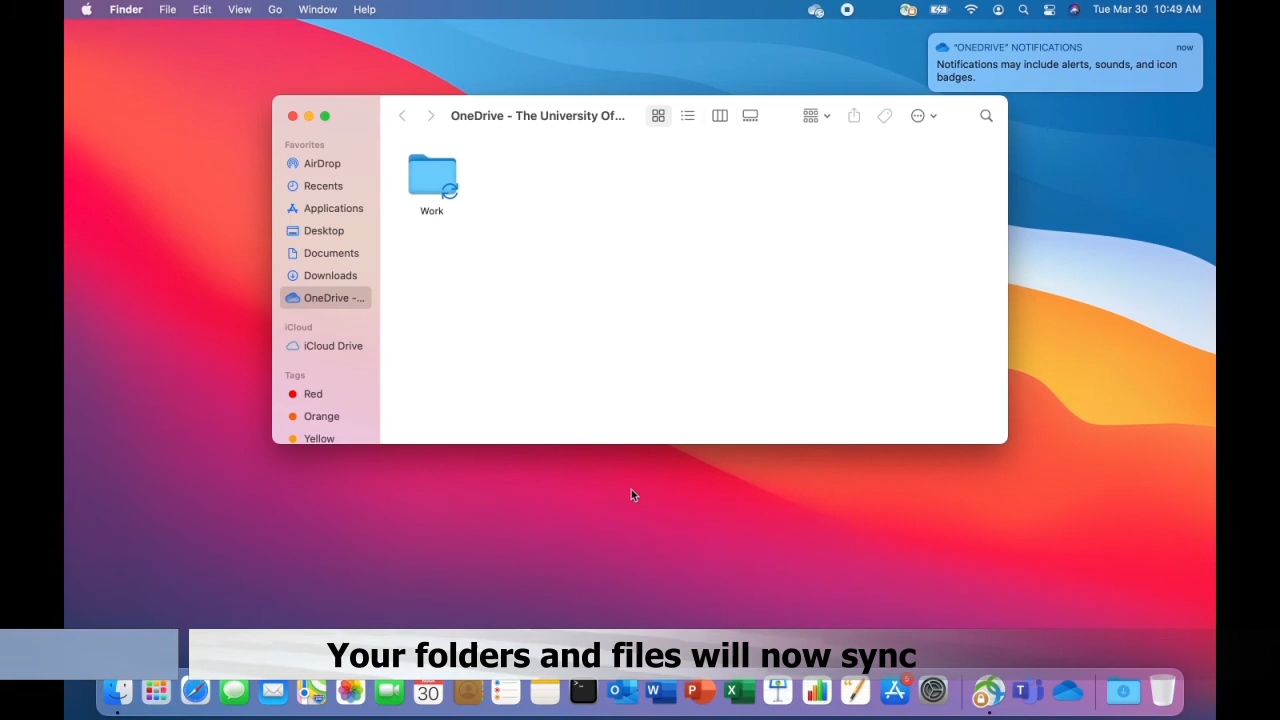 Finder File Edit View Go Window Help
Tue Mar 30 10:49 AM
"ONEDRIVE" NOTIFICATIONS now
Notifications may include alerts, sounds, and icon
badges.
OneDrive - The University Of...
Favorites
AirDrop
Recents
Applications
Desktop
Documents
Downloads
OneDrive -...
iCloud
iCloud Drive
Tags
Red
Orange
Yellow
Work
Your folders and files will now sync
30
O
W
P
X
T
5